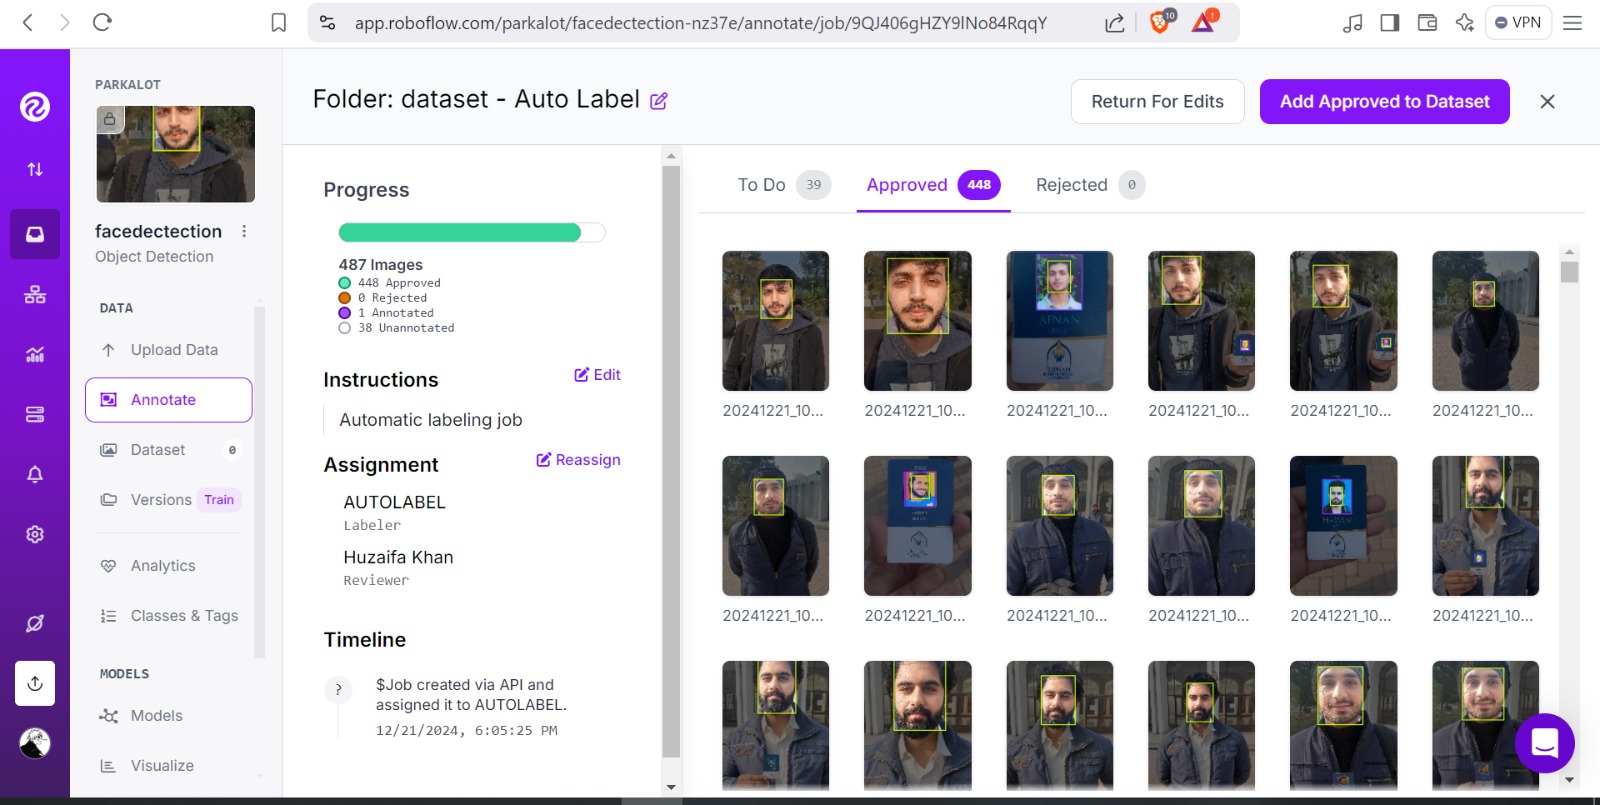 app.roboflow.com/parkalot/facedectection-nz37e/annotate/job/9QJ406gHZY9lNo84RqqY
10
1
VPN
PARKALOT
facedectection
Object Detection
DATA
Upload Data
Annotate
Dataset 0
Versions Train
Analytics
Classes & Tags
MODELS
Models
Visualize
Folder: dataset - Auto Label
Return For Edits
Add Approved to Dataset
Progress
487 Images
448 Approved
0 Rejected
1 Annotated
38 Unannotated
Instructions
Edit
Automatic labeling job
Assignment
Reassign
AUTOLABEL
Labeler
Huzaifa Khan
Reviewer
Timeline
?
$Job created via API and
assigned it to AUTOLABEL.
12/21/2024, 6:05:25 PM
To Do 39
Approved 448
Rejected 0
AFNAN
20241221_10... 20241221_10... 20241221_10... 20241221_10... 20241221_10... 20241221_10...
20241221_10... 20241221_10... 20241221_10... 20241221_10... 20241221_10... 20241221_10...